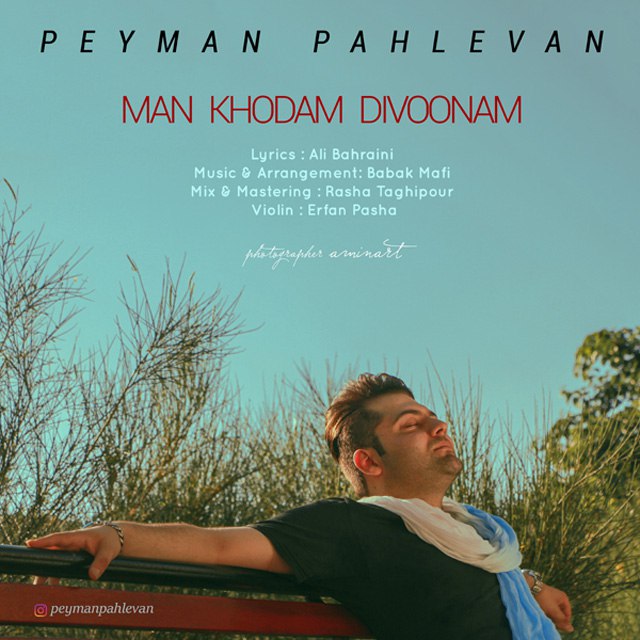 PEYMAN PAHLEVAN
MAN KHODAM DIVOONAM
Lyrics : Ali Bahraini
Music & Arrangement: Babak Mafi
Mix & Mastering : Rasha Taghipour
Violin : Erfan Pasha
photographer aminart
peymanpahlevan